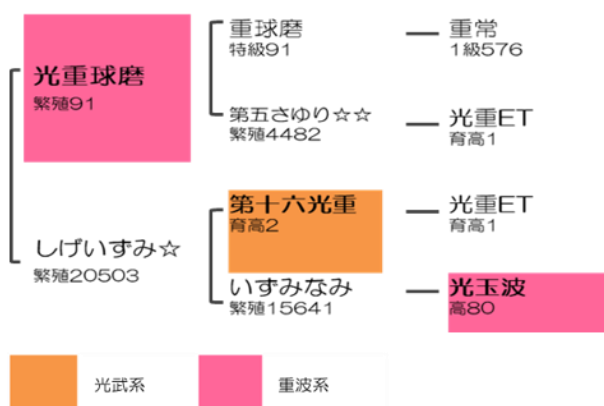 光重球磨
繁殖91
重球磨
特級91
重常
1級576
第五さゆり☆☆
繁殖4482
光重ET
育高1
しげいずみ☆
繁殖20503
第十六光重
育高2
光重ET
育高1
いずみなみ
繁殖15641
光玉波
高80
光武系
重波系